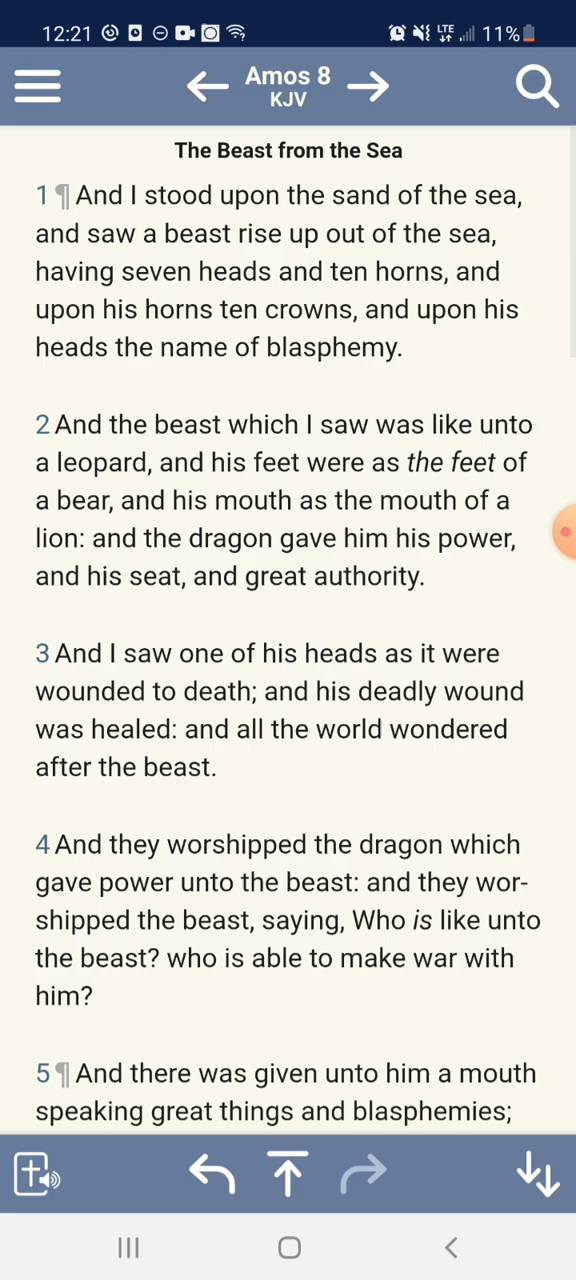 12:21 LTE 11%
Amos 8
KJV
The Beast from the Sea
1 ¶ And I stood upon the sand of the sea,
and saw a beast rise up out of the sea,
having seven heads and ten horns, and
upon his horns ten crowns, and upon his
heads the name of blasphemy.
2 And the beast which I saw was like unto
a leopard, and his feet were as the feet of
a bear, and his mouth as the mouth of a
lion: and the dragon gave him his power,
and his seat, and great authority.
3 And I saw one of his heads as it were
wounded to death; and his deadly wound
was healed: and all the world wondered
after the beast.
4 And they worshipped the dragon which
gave power unto the beast: and they wor-
shipped the beast, saying, Who is like unto
the beast? who is able to make war with
him?
5 ¶ And there was given unto him a mouth
speaking great things and blasphemies;